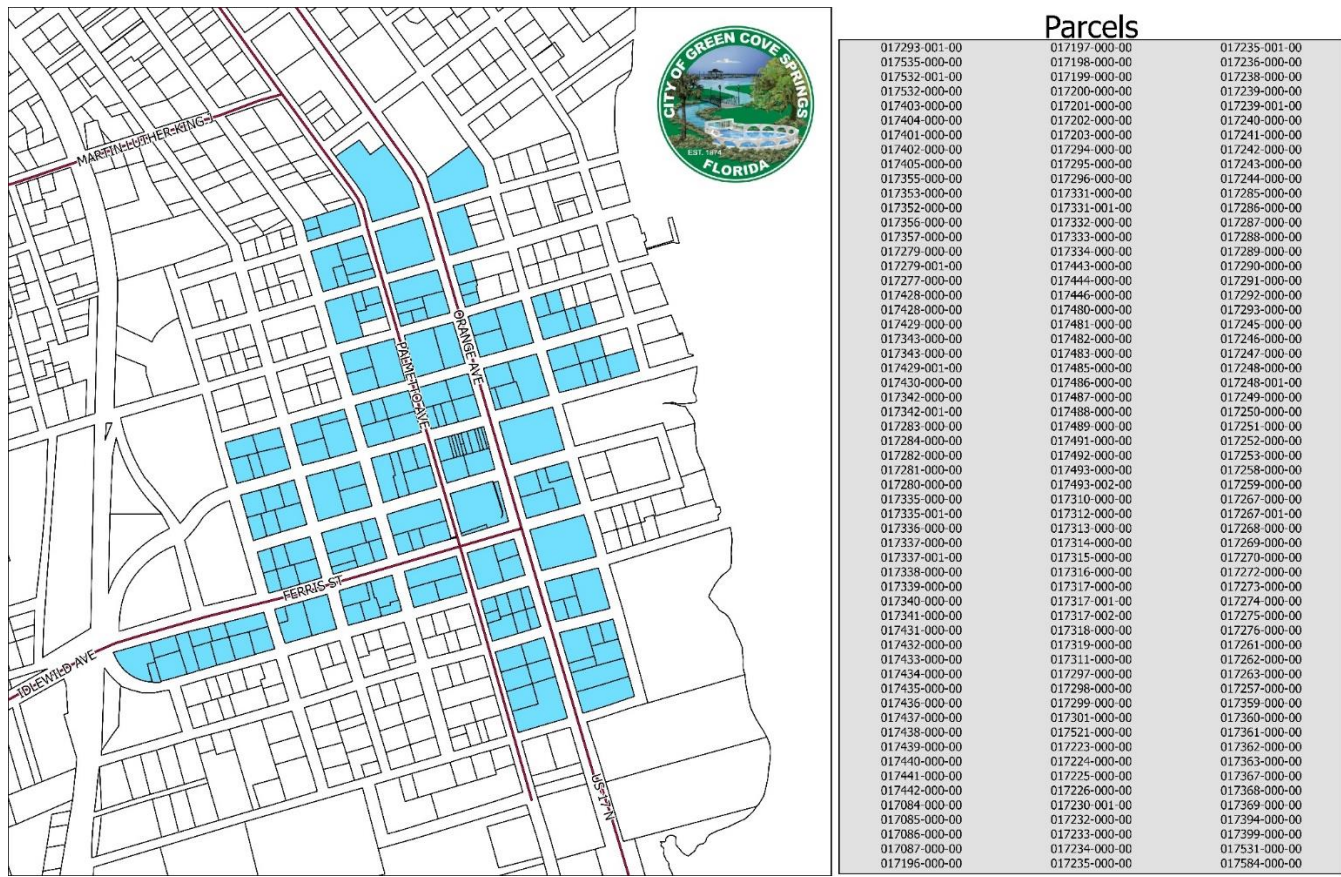 CITY OF GREEN COVE SPRINGS
EST. 1874
FLORIDA
MARTIN LUTHER KING J
ORANGE AVE
PALMETTO AVE
FERRIS ST
IDLEWILD AVE
US 17 N
Parcels
017293-001-00 017197-000-00 017235-001-00
017535-000-00 017198-000-00 017236-000-00
017532-001-00 017199-000-00 017238-000-00
017532-000-00 017200-000-00 017239-000-00
017403-000-00 017201-000-00 017239-001-00
017404-000-00 017202-000-00 017240-000-00
017401-000-00 017203-000-00 017241-000-00
017402-000-00 017294-000-00 017242-000-00
017405-000-00 017295-000-00 017243-000-00
017355-000-00 017296-000-00 017244-000-00
017353-000-00 017331-000-00 017285-000-00
017352-000-00 017331-001-00 017286-000-00
017356-000-00 017332-000-00 017287-000-00
017357-000-00 017333-000-00 017288-000-00
017279-000-00 017334-000-00 017289-000-00
017279-001-00 017443-000-00 017290-000-00
017277-000-00 017444-000-00 017291-000-00
017428-000-00 017446-000-00 017292-000-00
017428-000-00 017480-000-00 017293-000-00
017429-000-00 017481-000-00 017245-000-00
017343-000-00 017482-000-00 017246-000-00
017343-000-00 017483-000-00 017247-000-00
017429-001-00 017485-000-00 017248-000-00
017430-000-00 017486-000-00 017248-001-00
017342-000-00 017487-000-00 017249-000-00
017342-001-00 017488-000-00 017250-000-00
017283-000-00 017489-000-00 017251-000-00
017284-000-00 017491-000-00 017252-000-00
017282-000-00 017492-000-00 017253-000-00
017281-000-00 017493-000-00 017258-000-00
017280-000-00 017493-002-00 017259-000-00
017335-000-00 017310-000-00 017267-000-00
017335-001-00 017312-000-00 017267-001-00
017336-000-00 017313-000-00 017268-000-00
017337-000-00 017314-000-00 017269-000-00
017337-001-00 017315-000-00 017270-000-00
017338-000-00 017316-000-00 017272-000-00
017339-000-00 017317-000-00 017273-000-00
017340-000-00 017317-001-00 017274-000-00
017341-000-00 017317-002-00 017275-000-00
017431-000-00 017318-000-00 017276-000-00
017432-000-00 017319-000-00 017261-000-00
017433-000-00 017311-000-00 017262-000-00
017434-000-00 017297-000-00 017263-000-00
017435-000-00 017298-000-00 017257-000-00
017436-000-00 017299-000-00 017359-000-00
017437-000-00 017301-000-00 017360-000-00
017438-000-00 017521-000-00 017361-000-00
017439-000-00 017223-000-00 017362-000-00
017440-000-00 017224-000-00 017363-000-00
017441-000-00 017225-000-00 017367-000-00
017442-000-00 017226-000-00 017368-000-00
017084-000-00 017230-001-00 017369-000-00
017085-000-00 017232-000-00 017394-000-00
017086-000-00 017233-000-00 017399-000-00
017087-000-00 017234-000-00 017531-000-00
017196-000-00 017235-000-00 017584-000-00